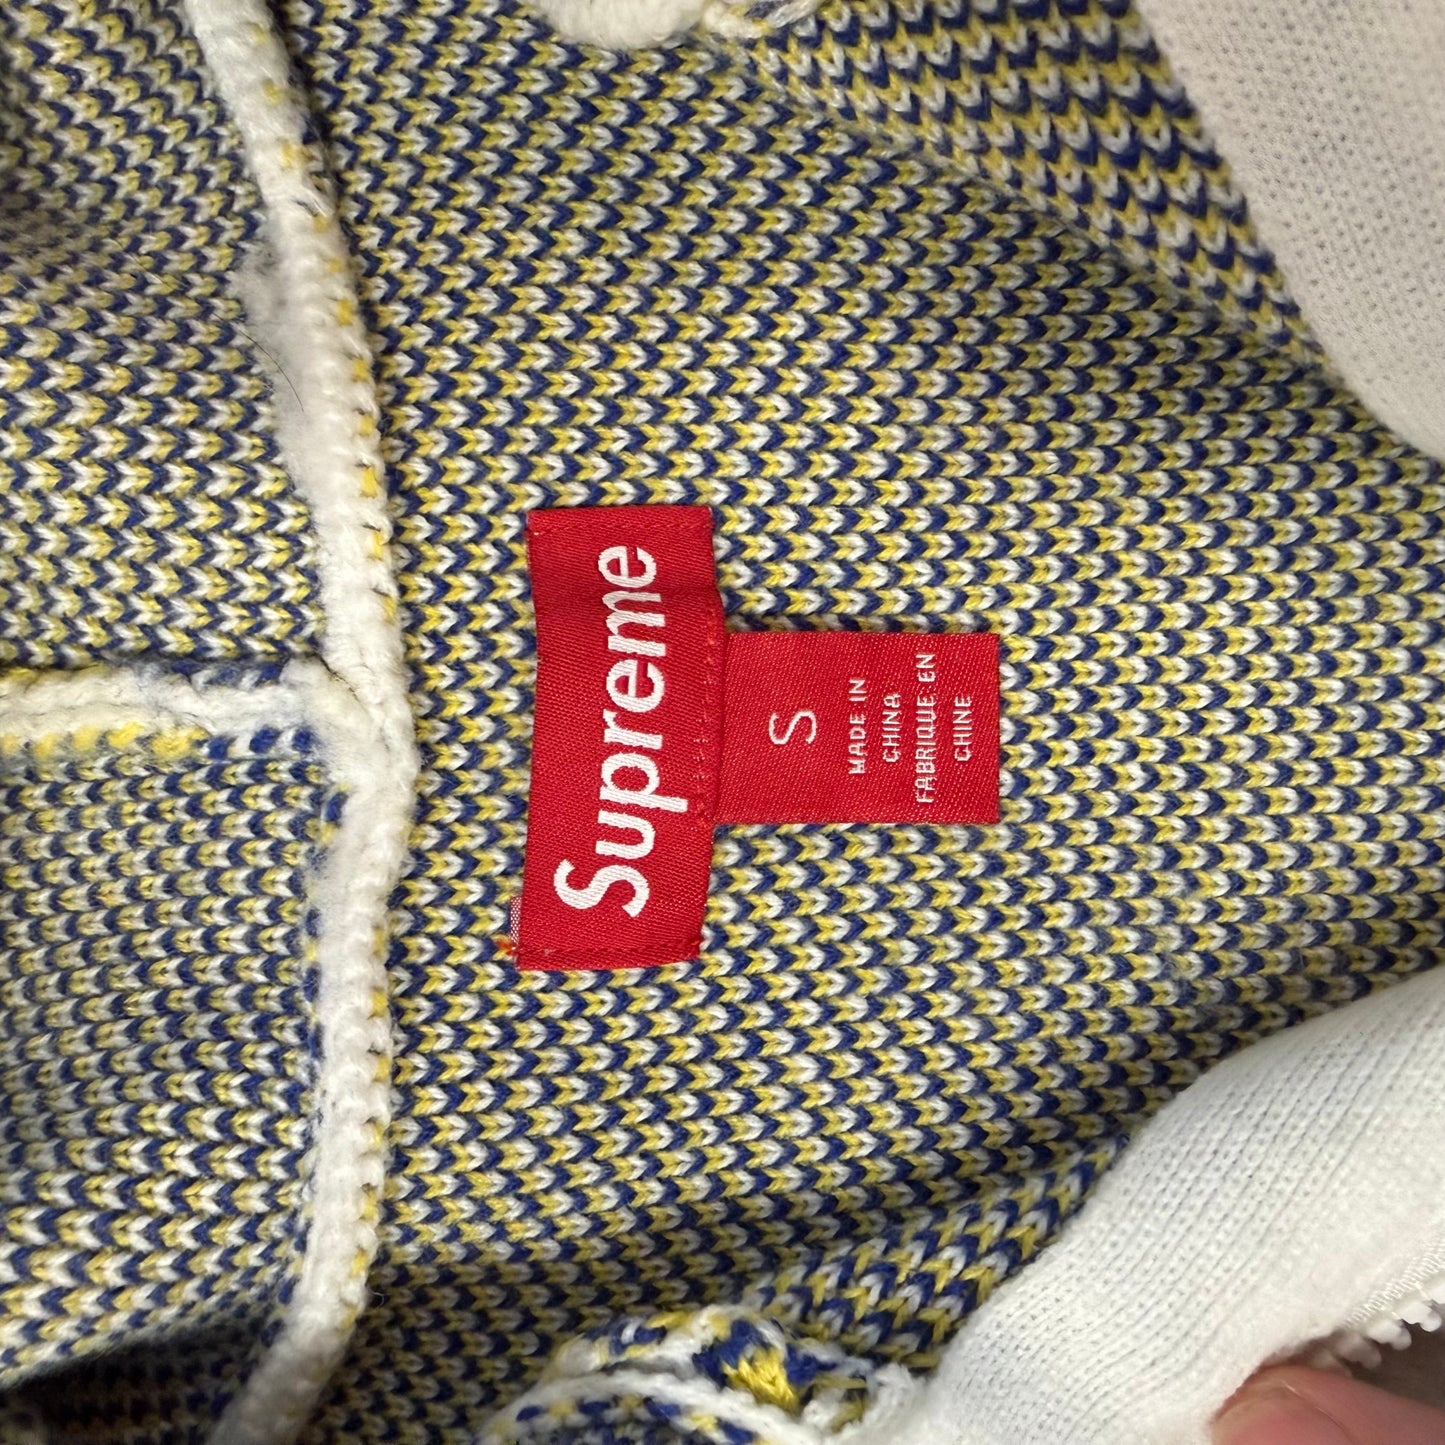 Supreme
S
MADE IN
CHINA
FABRIQUE EN
CHINE